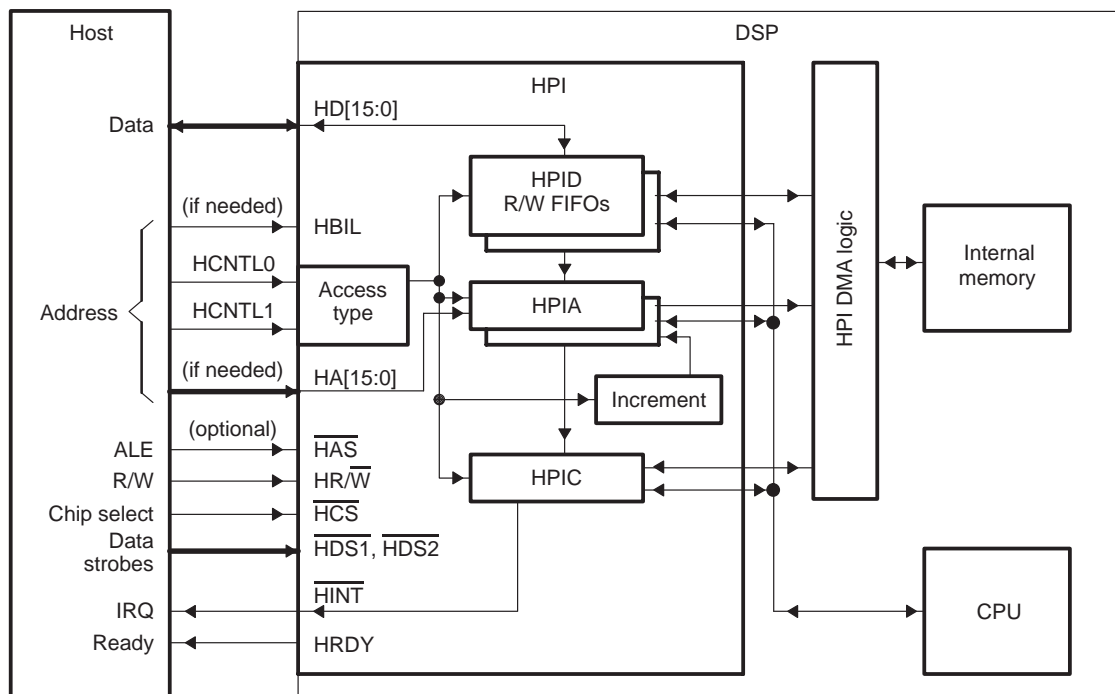 Host
DSP
HPI
Data
HD[15:0]
HPID
R/W FIFOs
(if needed)
HBIL
HCNTL0
HCNTL1
Access
type
Address
HPIA
(if needed)
HA[15:0]
Increment
HPI DMA logic
Internal
memory
ALE
(optional)
HAS
R/W
HR/W
HPIC
Chip select
HCS
Data
strobes
HDS1, HDS2
IRQ
HINT
CPU
Ready
HRDY